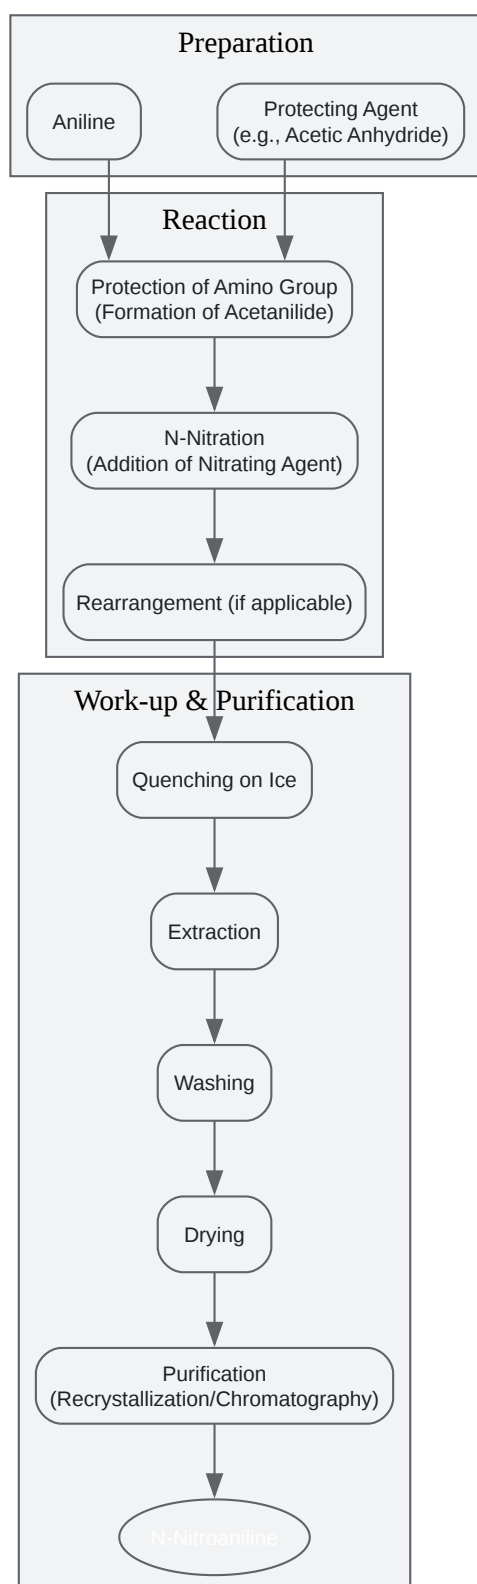 Preparation
Aniline
Protecting Agent
(e.g., Acetic Anhydride)
Reaction
Protection of Amino Group
(Formation of Acetanilide)
N-Nitration
(Addition of Nitrating Agent)
Rearrangement (if applicable)
Work-up & Purification
Quenching on Ice
Extraction
Washing
Drying
Purification
(Recrystallization/Chromatography)
N-Nitroaniline